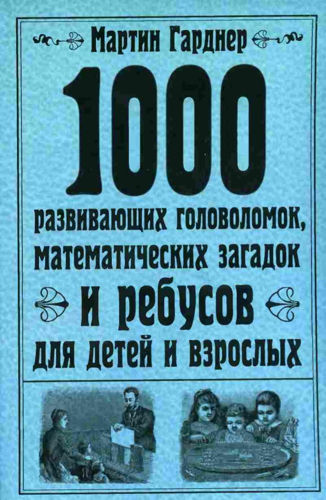 Мартин Гарднер
1000
развивающих головоломок,
математических загадок
и ребусов
для детей и взрослых